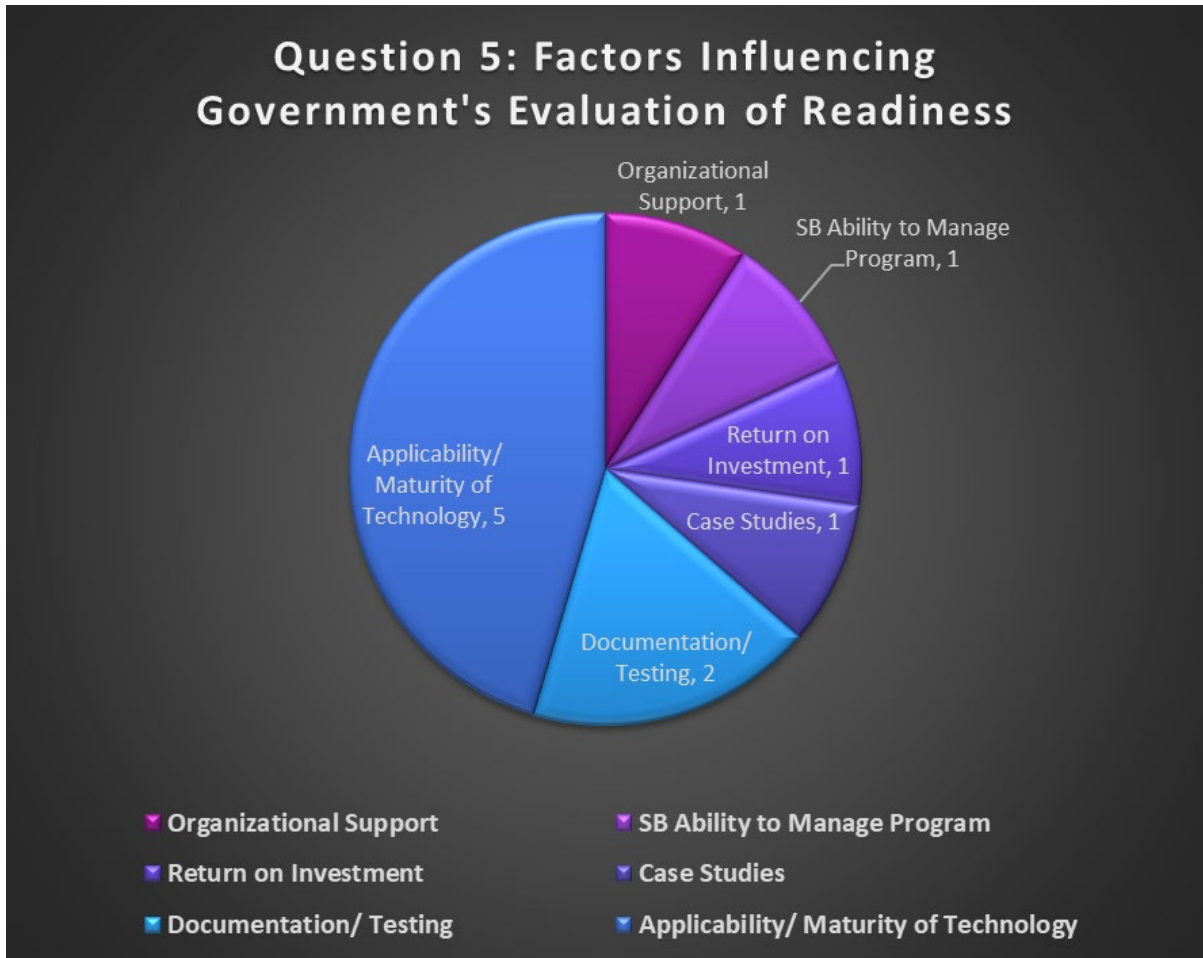 Question 5: Factors Influencing
Government's Evaluation of Readiness
Organizational
Support, 1
SB Ability to Manage
Program, 1
Return on
Investment, 1
Case Studies, 1
Documentation/
Testing, 2
Applicability/
Maturity of
Technology, 5
Organizational Support
SB Ability to Manage Program
Return on Investment
Case Studies
Documentation/ Testing
Applicability/ Maturity of Technology